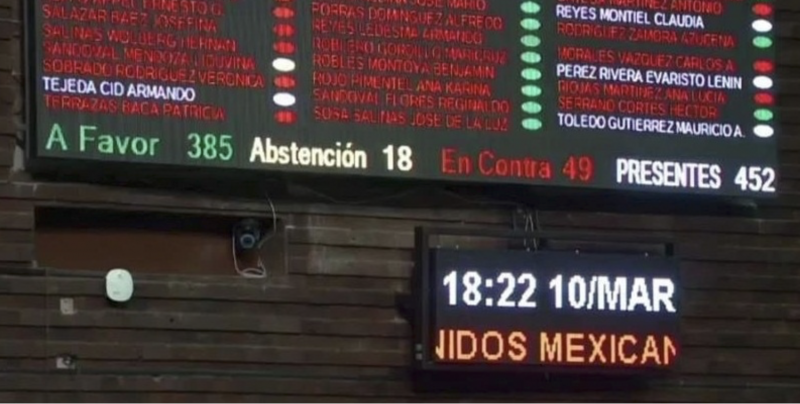 ERNESTO G.
SALAZAR BAEZ JOSEFINA
SALINAS WOLBERG HERNAN
SANDOVAL MENDOZA LIDUVINA
SOBRADO RODRIGUEZ VERONICA
TEJEDA CID ARMANDO
TERRAZAS BACA PATRICIA
PORRAS DOMINGUEZ ALFREDO
REYES LEDESMA ARMANDO
ROBLERO GORDILLO MARICRUZ
ROBLES MONTOYA BENJAMIN
ROJO PIMENTEL ANA KARINA
SANDOVAL FLORES REGINALDO
SOSA SALINAS JOSE DE LA LUZ
MARTINEZ ANTONIO
REYES MONTIEL CLAUDIA
RODRIGUEZ ZAMORA AZUCENA
MORALES VAZQUEZ CARLOS A.
PEREZ RIVERA EVARISTO LENIN
RIOJAS MARTINEZ ANA LUCIA
SERRANO CORTES HECTOR
TOLEDO GUTIERREZ MAURICIO A.
A Favor 385 Abstención 18 En Contra 49 PRESENTES 452
18:22 10/MAR
NIDOS MEXICAN